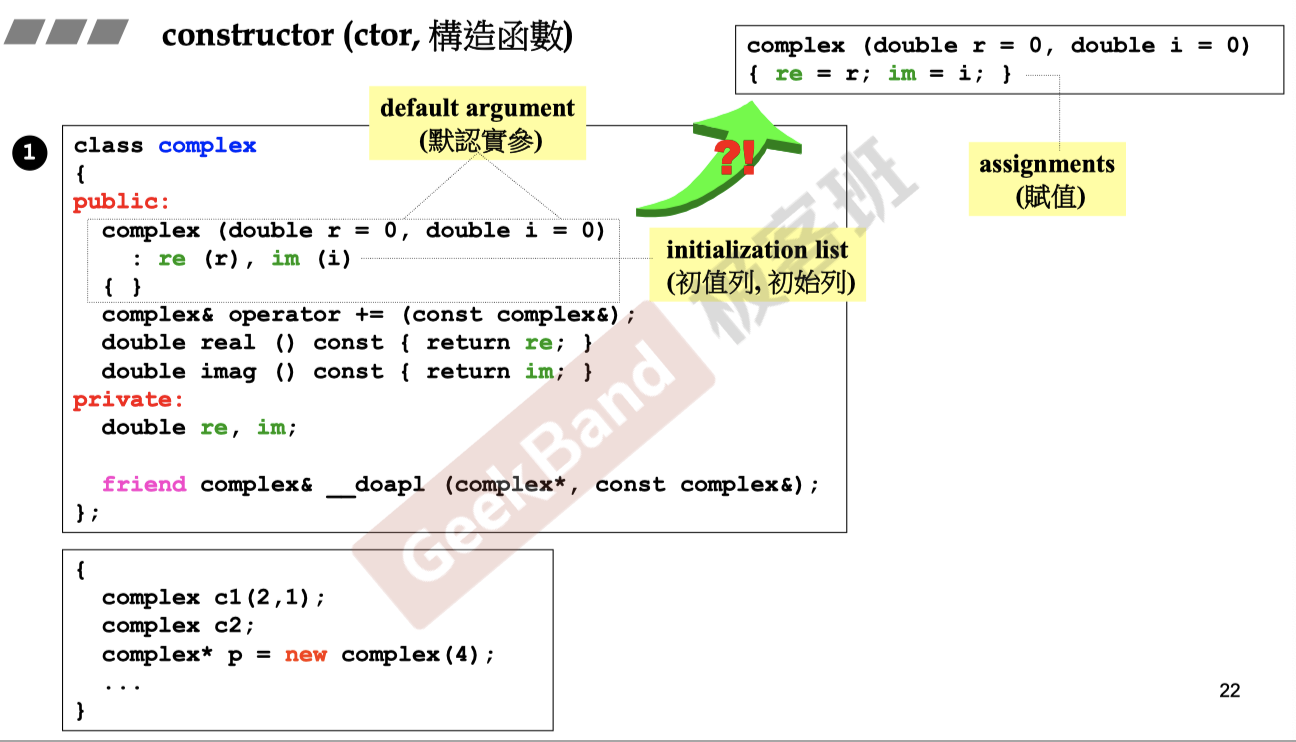 constructor (ctor, 構造函數)
complex (double r = 0, double i = 0)
{ re = r; im = i; }
assignments
(賦值)
default argument
(默認實參)
?!
initialization list
(初值列, 初始列)
1
class complex
{
public:
complex (double r = 0, double i = 0)
: re (r), im (i)
{ }
complex& operator += (const complex&);
double real () const { return re; }
double imag () const { return im; }
private:
double re, im;
friend complex& __doapl (complex*, const complex&);
};
{
complex c1(2,1);
complex c2;
complex* p = new complex(4);
...
}
GeekBand 极客班
22